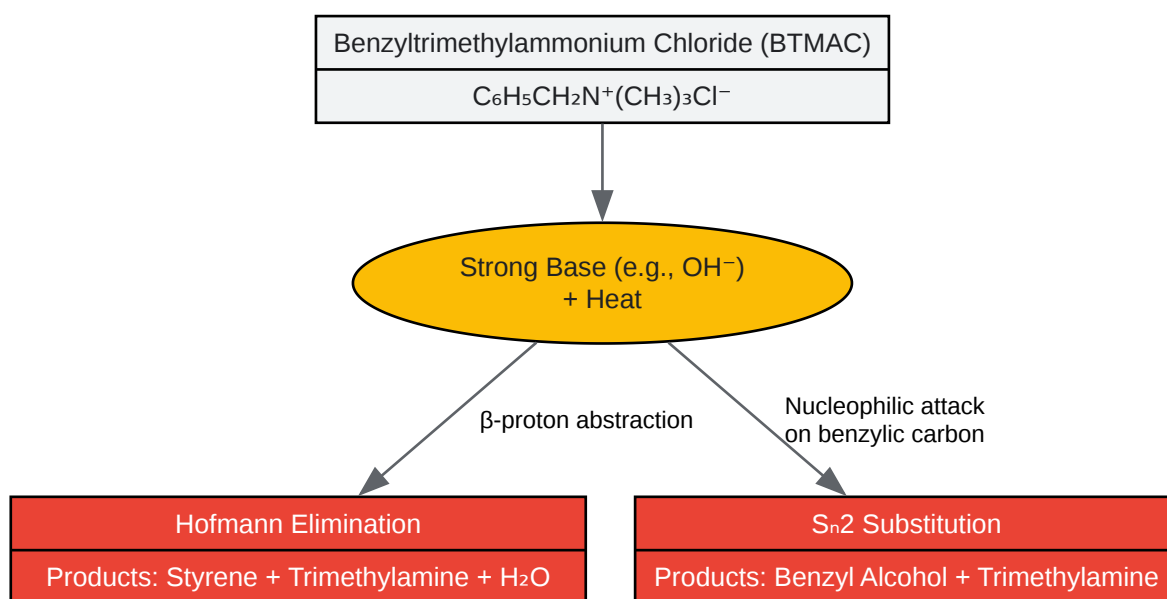 Benzyltrimethylammonium Chloride (BTMAC)
C₆H₅CH₂N⁺(CH₃)₃Cl⁻
Strong Base (e.g., OH⁻)
+ Heat
β-proton abstraction
Nucleophilic attack
on benzylic carbon
Hofmann Elimination
Products: Styrene + Trimethylamine + H₂O
Sₙ2 Substitution
Products: Benzyl Alcohol + Trimethylamine